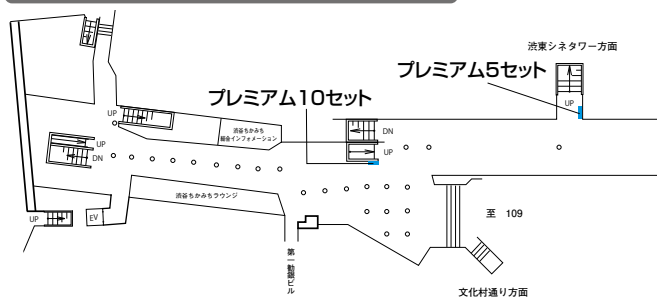 渋東シネタワー方面
プレミアム5セット
プレミアム10セット
UP
UP
渋谷ちかみち
総合インフォメーション
DN
UP
UP
DN
渋谷ちかみちラウンジ
UP
EV
至 109
第一勧銀ビル
文化村通り方面